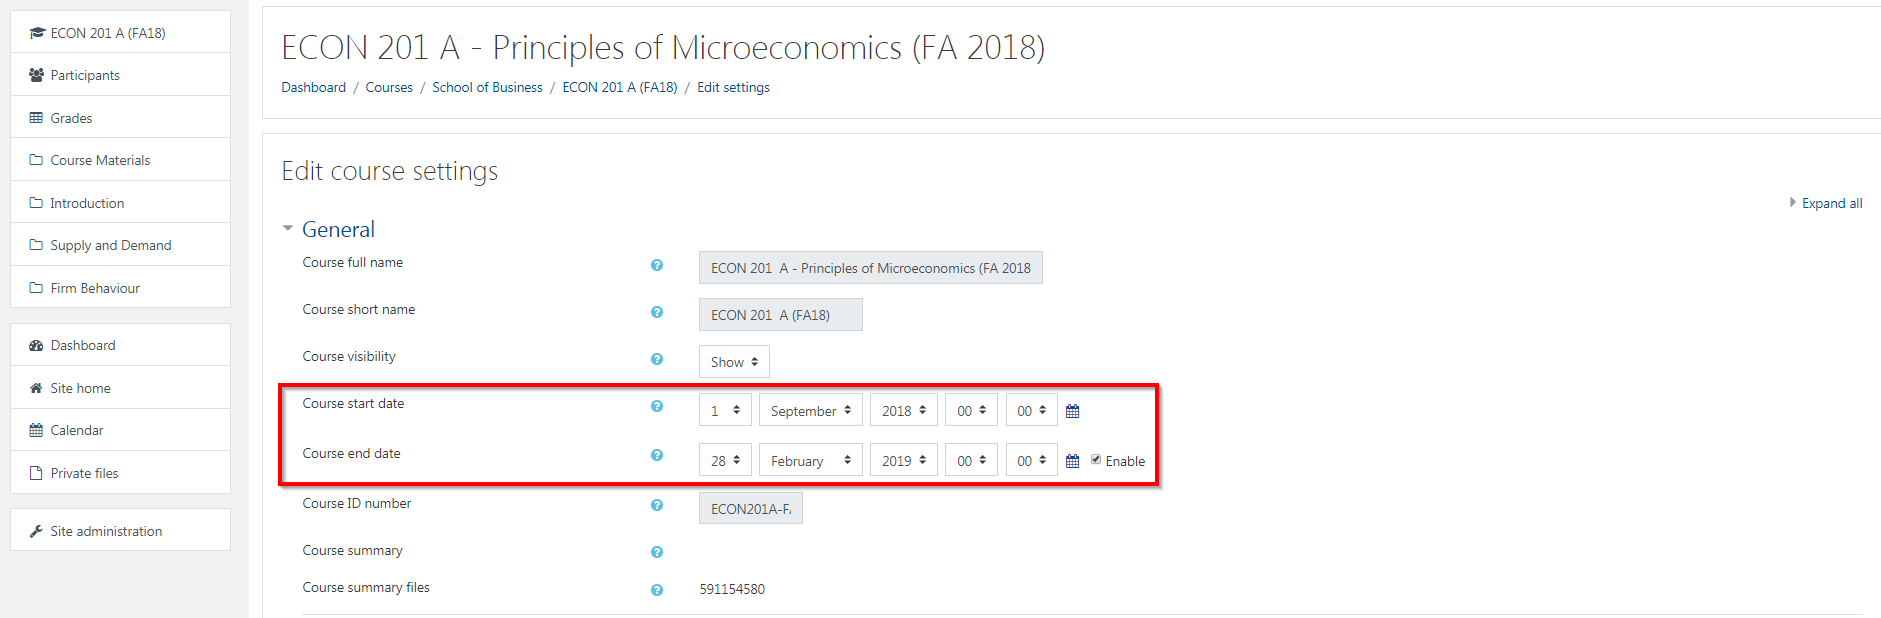 ECON 201 A (FA18)
Participants
Grades
Course Materials
Introduction
Supply and Demand
Firm Behaviour
Dashboard
Site home
Calendar
Private files
Site administration
ECON 201 A - Principles of Microeconomics (FA 2018)
Dashboard / Courses / School of Business / ECON 201 A (FA18) / Edit settings
Edit course settings
Expand all
General
Course full name ? ECON 201 A - Principles of Microeconomics (FA 2018
Course short name ? ECON 201 A (FA18)
Course visibility ? Show
Course start date ? 1 September 2018 00 00
Course end date ? 28 February 2019 00 00 Enable
Course ID number ? ECON201A-F
Course summary ?
Course summary files ? 591154580